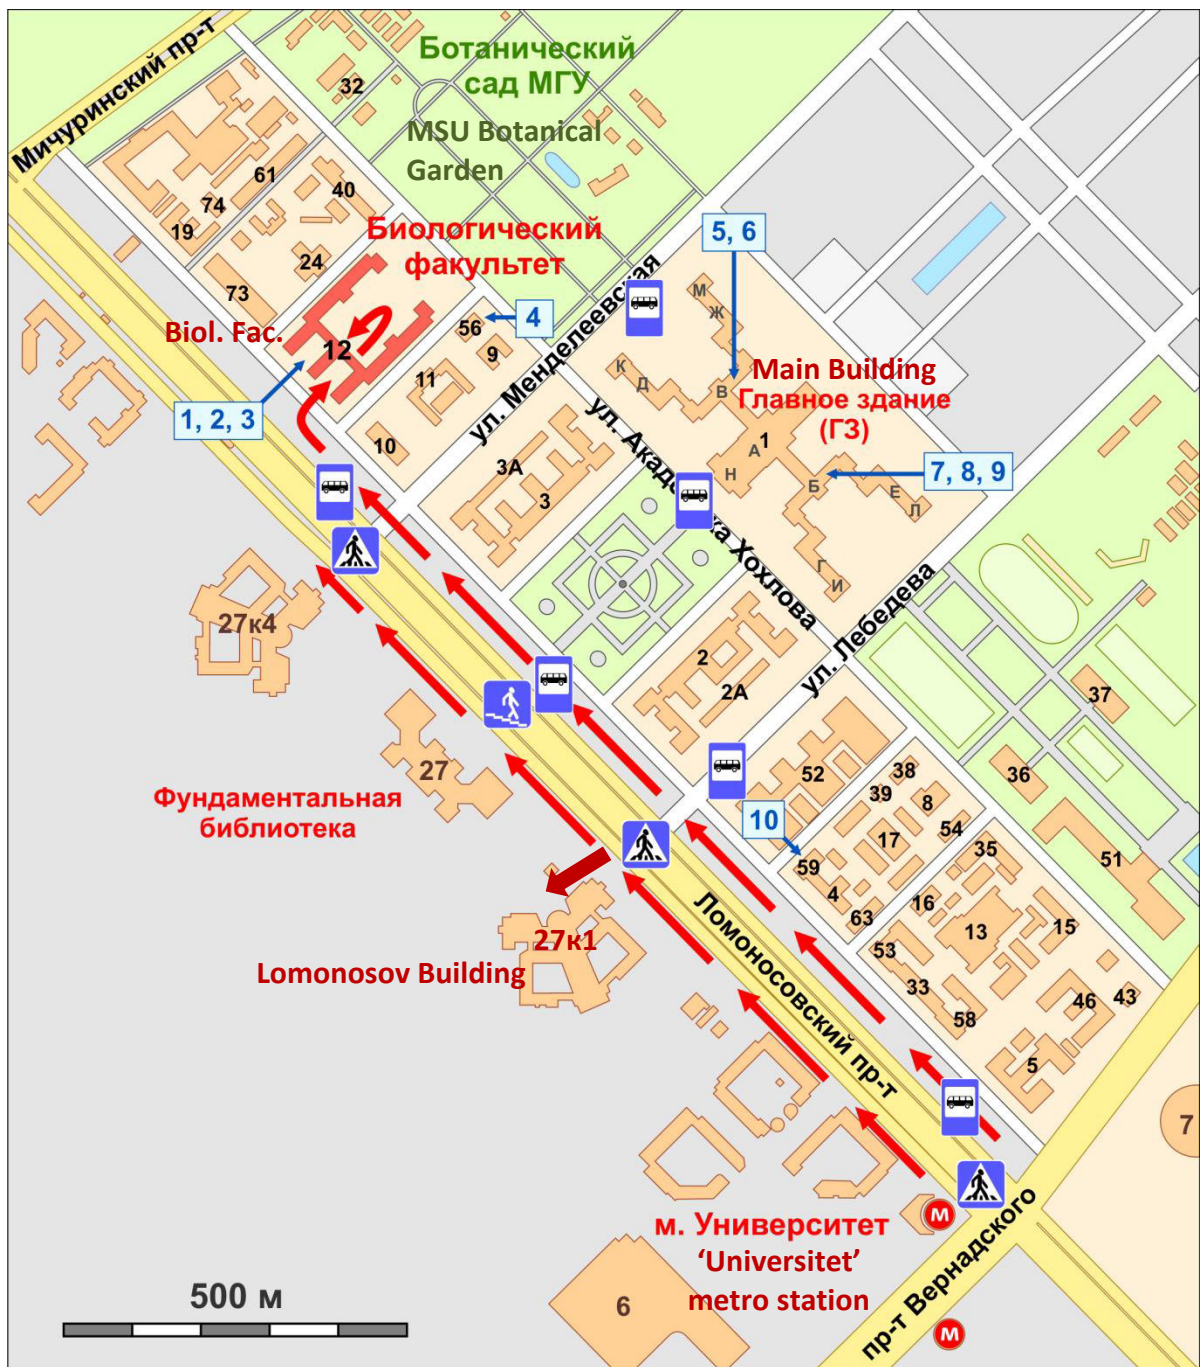 Мичуринский пр-т
Ботанический
сад МГУ
MSU Botanical
Garden
32
61
40
74
19
24
73
Биологический
факультет
Biol. Fac.
12
1, 2, 3
5, 6
4
56
9
11
10
ул. Менделеевская
М
Ж
К
Д
В
Main Building
Главное здание
(ГЗ)
1
А
Н
Б
Е
Л
Г
И
7, 8, 9
3А
3
ул. Академика Хохлова
ул. Лебедева
27к4
2
2А
37
36
27
Фундаментальная
библиотека
52
38
39
8
54
17
10
59
4
63
35
51
16
13
15
53
33
58
46
43
5
27к1
Lomonosov Building
Ломоносовский пр-т
7
м. Университет
‘Universitet’
metro station
М
М
пр-т Вернадского
6
500 м